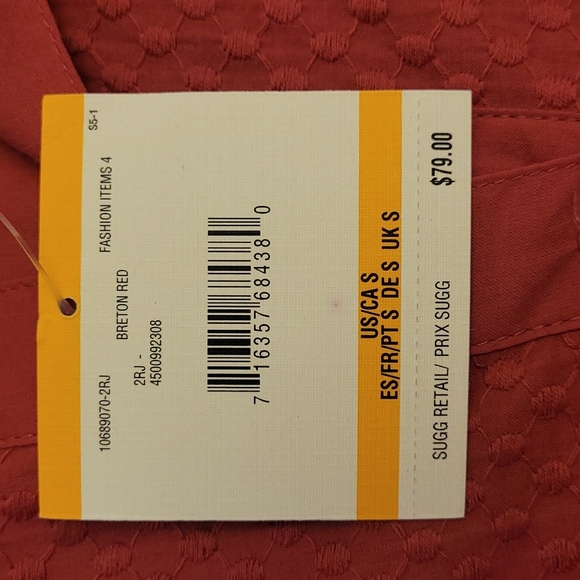 S5-1
10689070-2RJ FASHION ITEMS 4
BRETON RED
2RJ -
4500992308
7 16357 68438 0
US/CA S
ES/FR/PT S DE S UK S
SUGG RETAIL/ PRIX SUGG $79.00